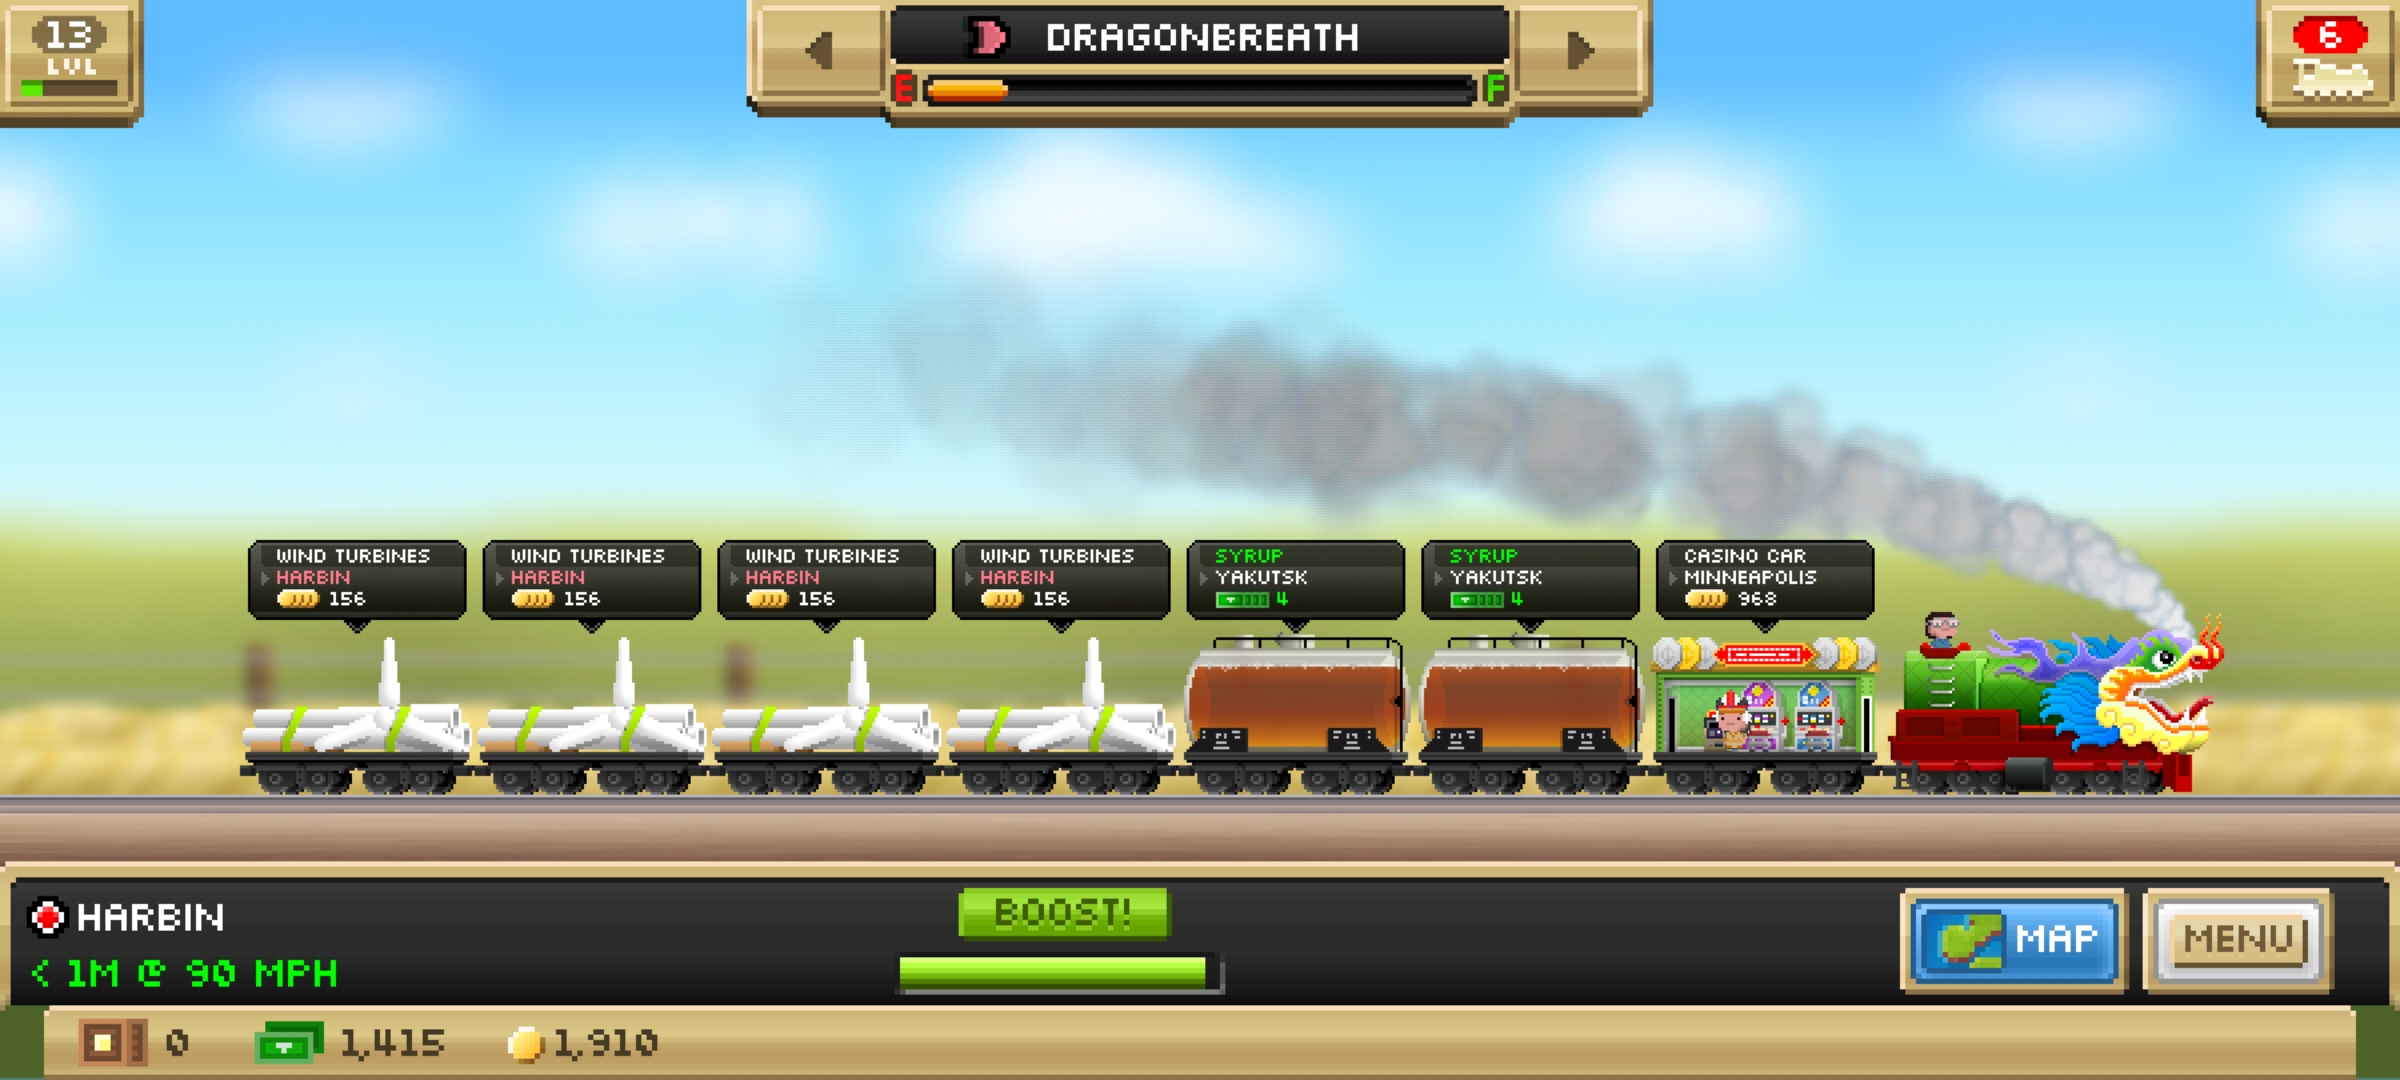 13
LVL
DRAGONBREATH
E
F
6
WIND TURBINES
HARBIN
156
WIND TURBINES
HARBIN
156
WIND TURBINES
HARBIN
156
WIND TURBINES
HARBIN
156
SYRUP
YAKUTSK
4
SYRUP
YAKUTSK
4
CASINO CAR
MINNEAPOLIS
968
HARBIN
< 1M @ 90 MPH
BOOST!
MAP
MENU
0
1,415
1,910